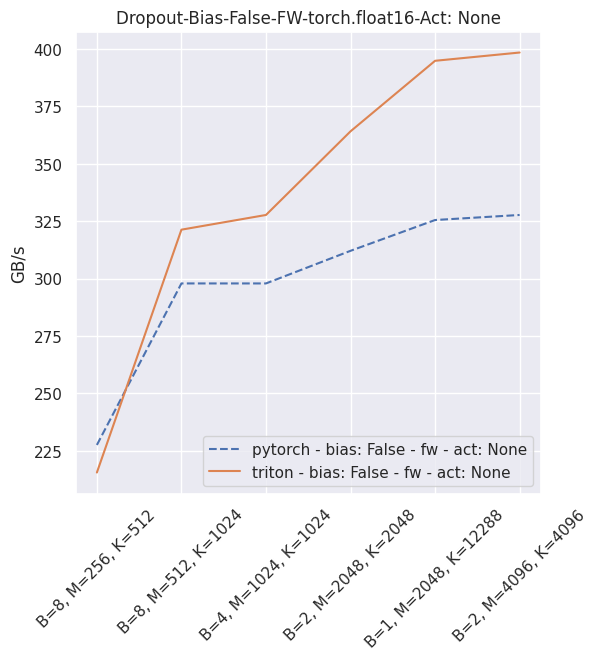 Dropout-Bias-False-FW-torch.float16-Act: None
GB/s
400
375
350
325
300
275
250
225
pytorch - bias: False - fw - act: None
triton - bias: False - fw - act: None
B=8, M=256, K=512
B=8, M=512, K=1024
B=4, M=1024, K=1024
B=2, M=2048, K=2048
B=1, M=2048, K=12288
B=2, M=4096, K=4096